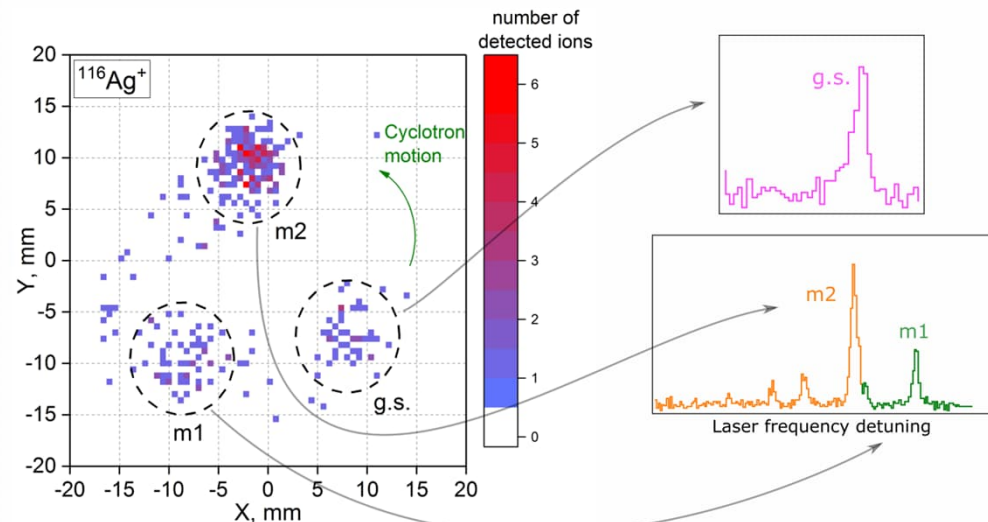 number of
detected ions
¹¹⁶Ag⁺
20
15
10
5
0
-5
-10
-15
-20
Y, mm
-20 -15 -10 -5 0 5 10 15 20
X, mm
m2
m1
g.s.
Cyclotron
motion
6
5
4
3
2
1
0
g.s.
m2
m1
Laser frequency detuning